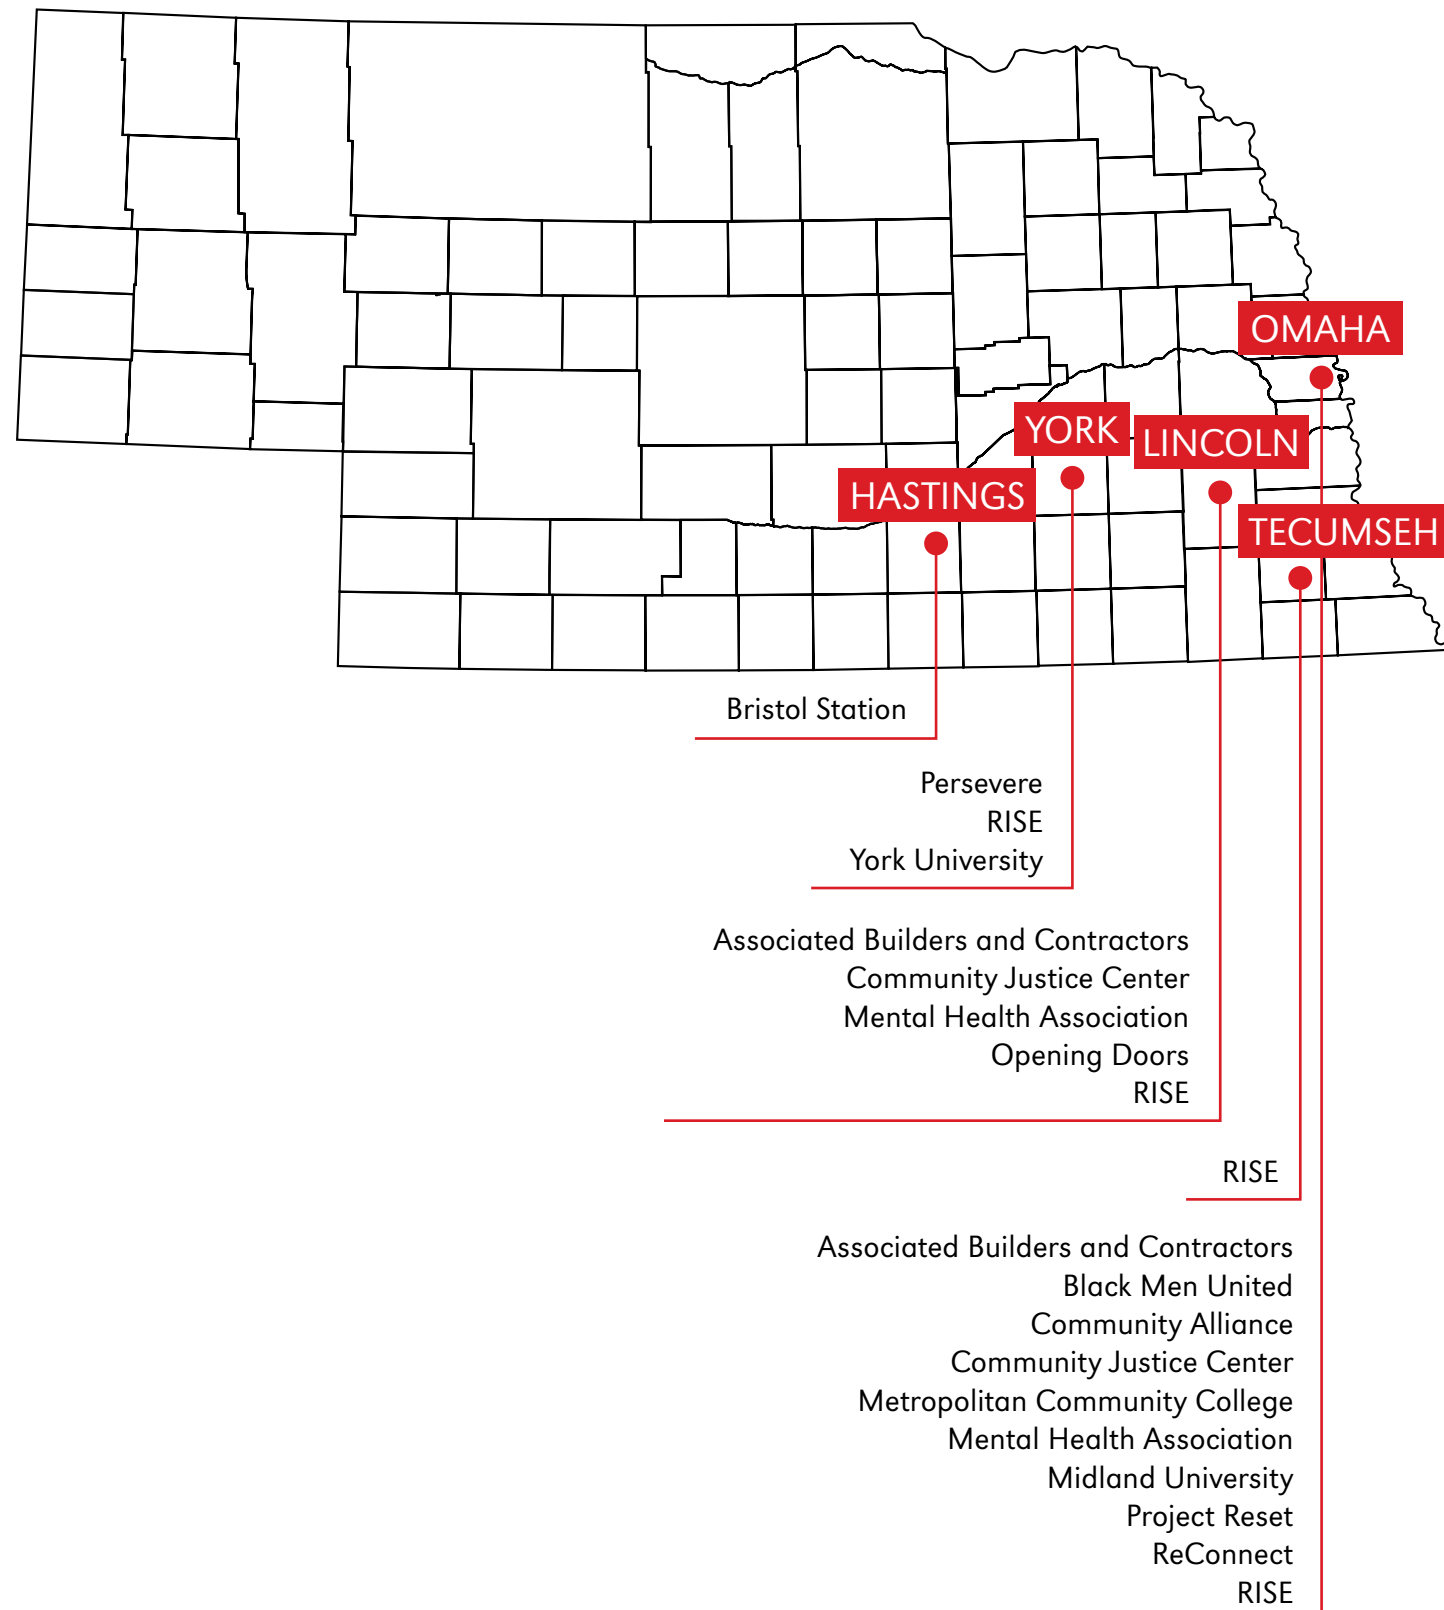 OMAHA
YORK
LINCOLN
HASTINGS
TECUMSEH
Bristol Station
Persevere
RISE
York University
Associated Builders and Contractors
Community Justice Center
Mental Health Association
Opening Doors
RISE
RISE
Associated Builders and Contractors
Black Men United
Community Alliance
Community Justice Center
Metropolitan Community College
Mental Health Association
Midland University
Project Reset
ReConnect
RISE